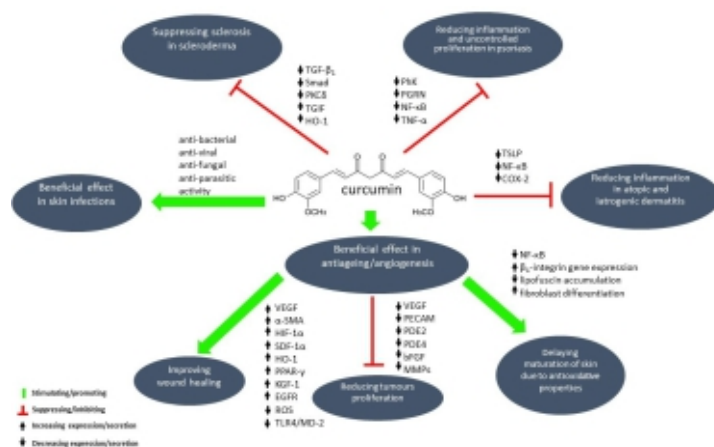 Suppressing sclerosis
in scleroderma
Reducing inflammation
and uncontrolled
proliferation in psoriasis
TGF-β₁
Smad
PKCδ
TGIF
HO-1
PhK
PGRN
NF-κB
TNF-α
anti-bacterial
anti-viral
anti-fungal
anti-parasitic
activity
Beneficial effect
in skin infections
O O
HO
OCH₃
curcumin
H₃CO
OH
TSLP
NF-κB
COX-2
Reducing inflammation
in atopic and
iatrogenic dermatitis
Beneficial effect in
antiageing/angiogenesis
NF-κB
β₁-integrin gene expression
lipofuscin accumulation
fibroblast differentiation
VEGF
α-SMA
HIF-1α
SDF-1α
HO-1
PPAR-γ
KGF-1
EGFR
ROS
TLR4/MD-2
VEGF
PECAM
PDE2
PDE4
bFGF
MMPs
Improving
wound healing
Reducing tumours
proliferation
Delaying
maturation of skin
due to antioxidative
properties
Stimulating/promoting
Suppressing/inhibiting
Increasing expression/secretion
Decreasing expression/secretion